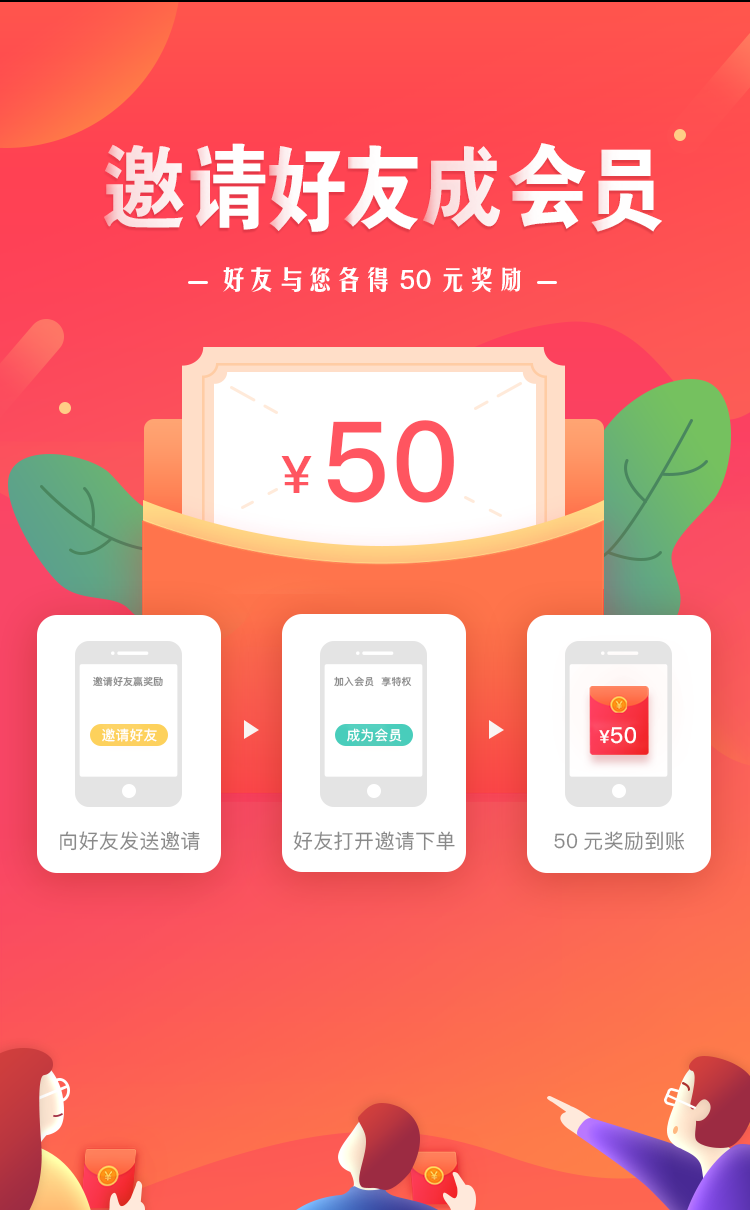 邀请好友成会员
— 好友与您各得 50 元奖励 —
¥50
邀请好友赢奖励
邀请好友
向好友发送邀请
加入会员 享特权
成为会员
好友打开邀请下单
¥
¥50
50 元奖励到账
¥
¥